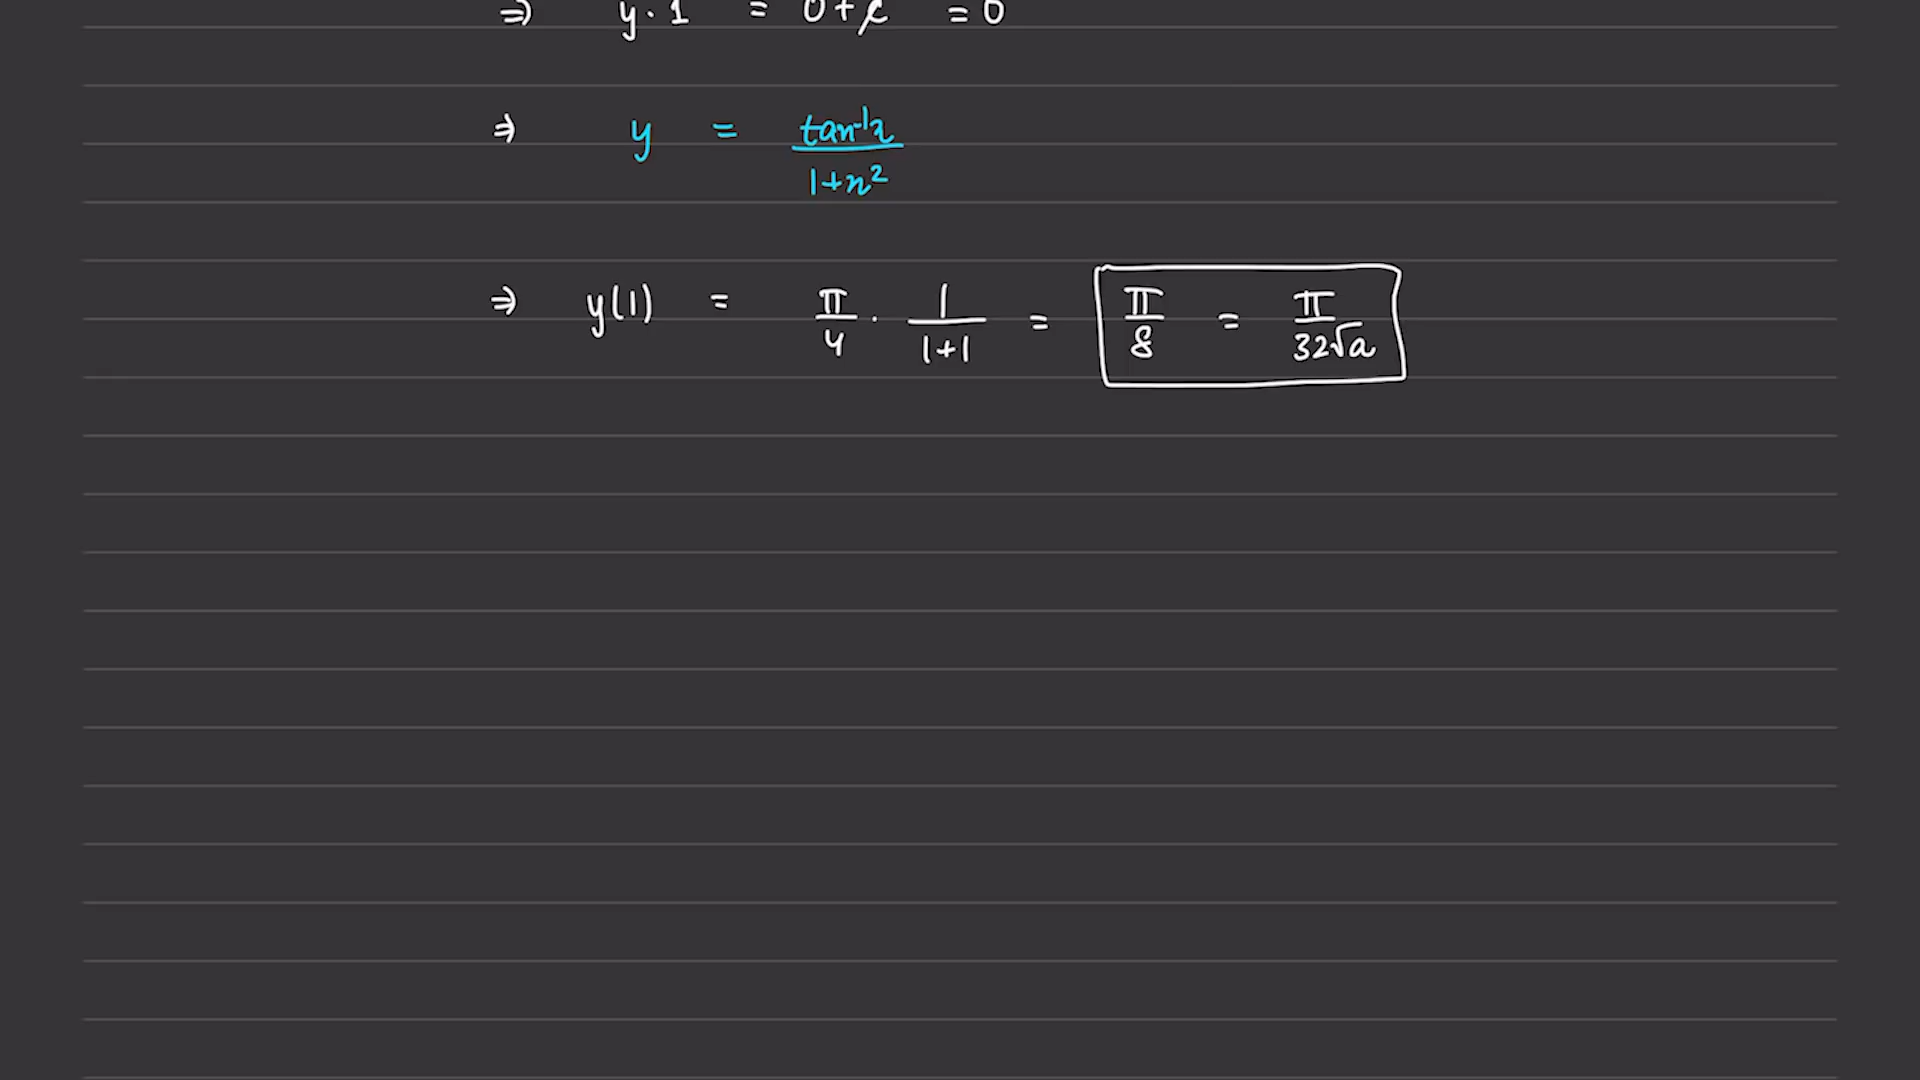 ⇒ y · 1 = 0 + c = 0
⇒ y = tan⁻¹x / 1+x²
⇒ y(1) = π/4 · 1/1+1 = π/8 = π/32√a